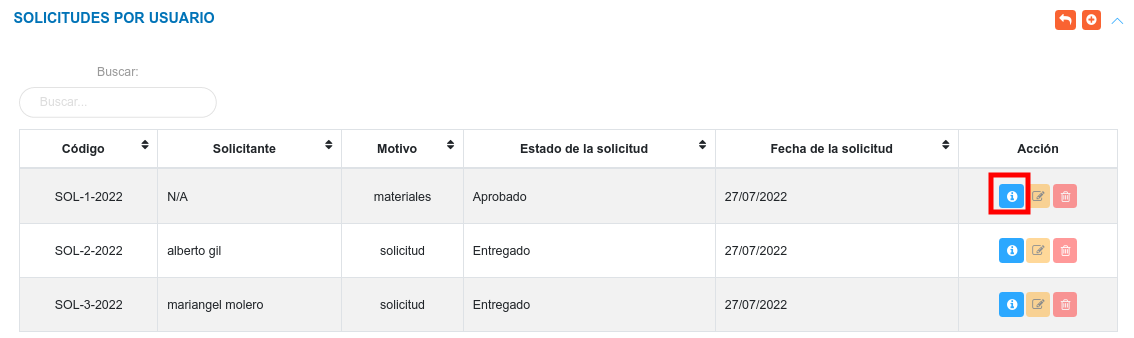 SOLICITUDES POR USUARIO
Buscar:
Buscar...
Código Solicitante Motivo Estado de la solicitud Fecha de la solicitud Acción
SOL-1-2022 N/A materiales Aprobado 27/07/2022
SOL-2-2022 alberto gil solicitud Entregado 27/07/2022
SOL-3-2022 mariangel molero solicitud Entregado 27/07/2022